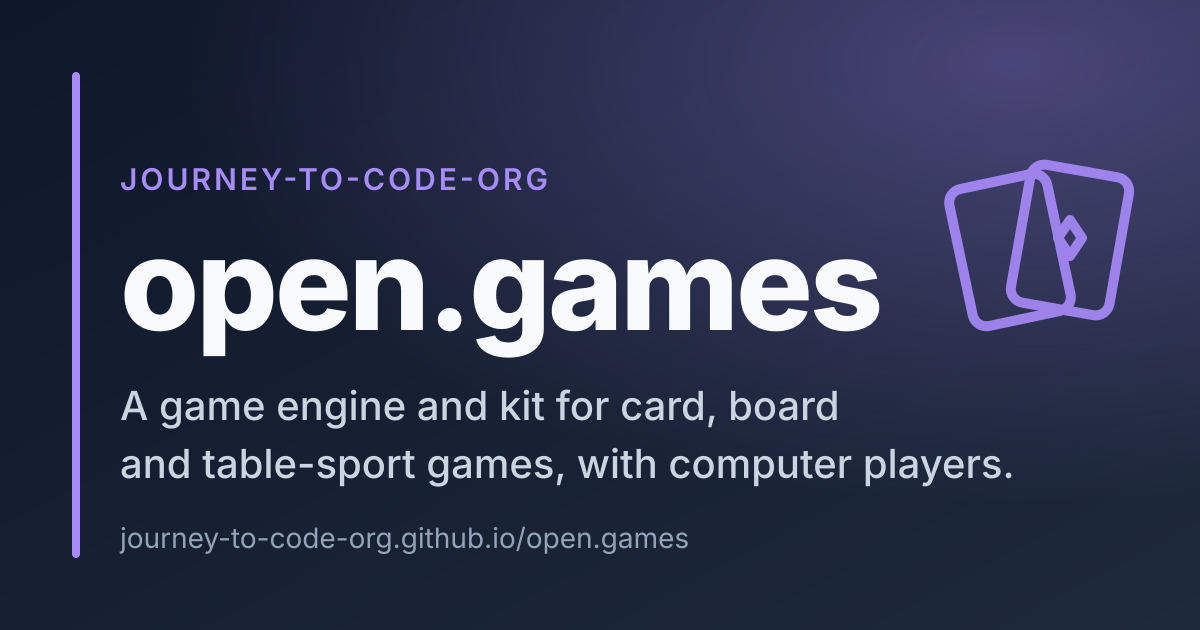 JOURNEY-TO-CODE-ORG
open.games
A game engine and kit for card, board
and table-sport games, with computer players.
journey-to-code-org.github.io/open.games